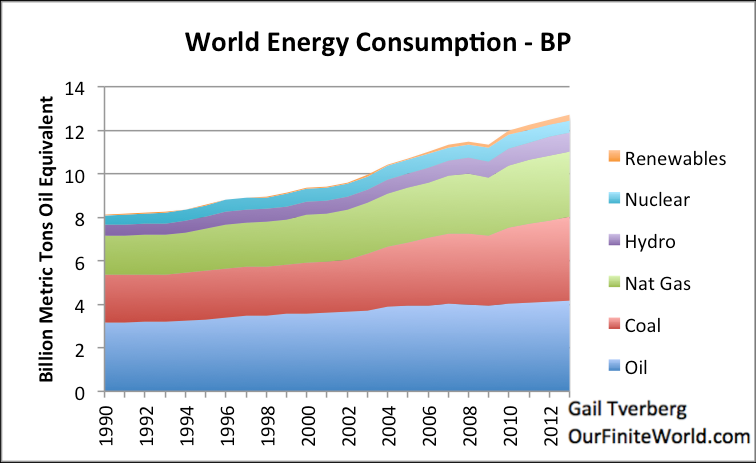 World Energy Consumption - BP
Billion Metric Tons Oil Equivalent
14
12
10
8
6
4
2
0
1990
1992
1994
1996
1998
2000
2002
2004
2006
2008
2010
2012
Renewables
Nuclear
Hydro
Nat Gas
Coal
Oil
Gail Tverberg
OurFiniteWorld.com